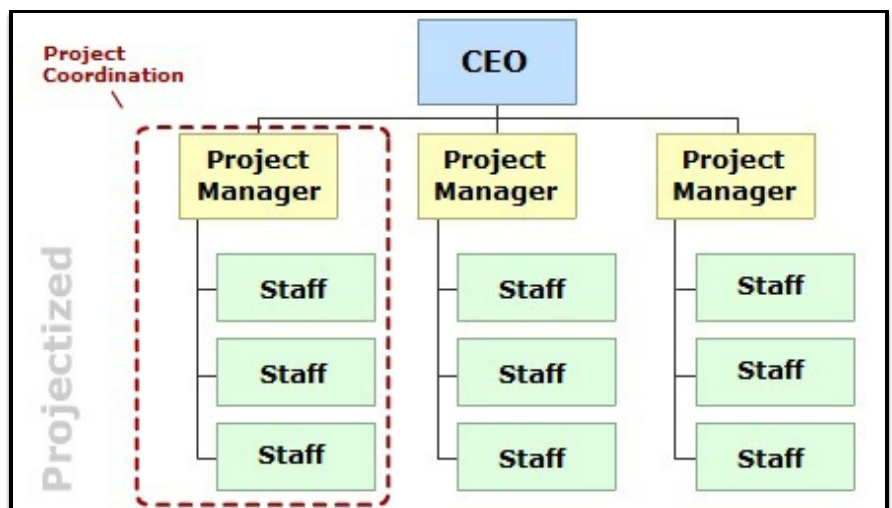 CEO
Project
Coordination
Project
Manager
Project
Manager
Project
Manager
Staff
Staff
Staff
Staff
Staff
Staff
Staff
Staff
Staff
Projectized